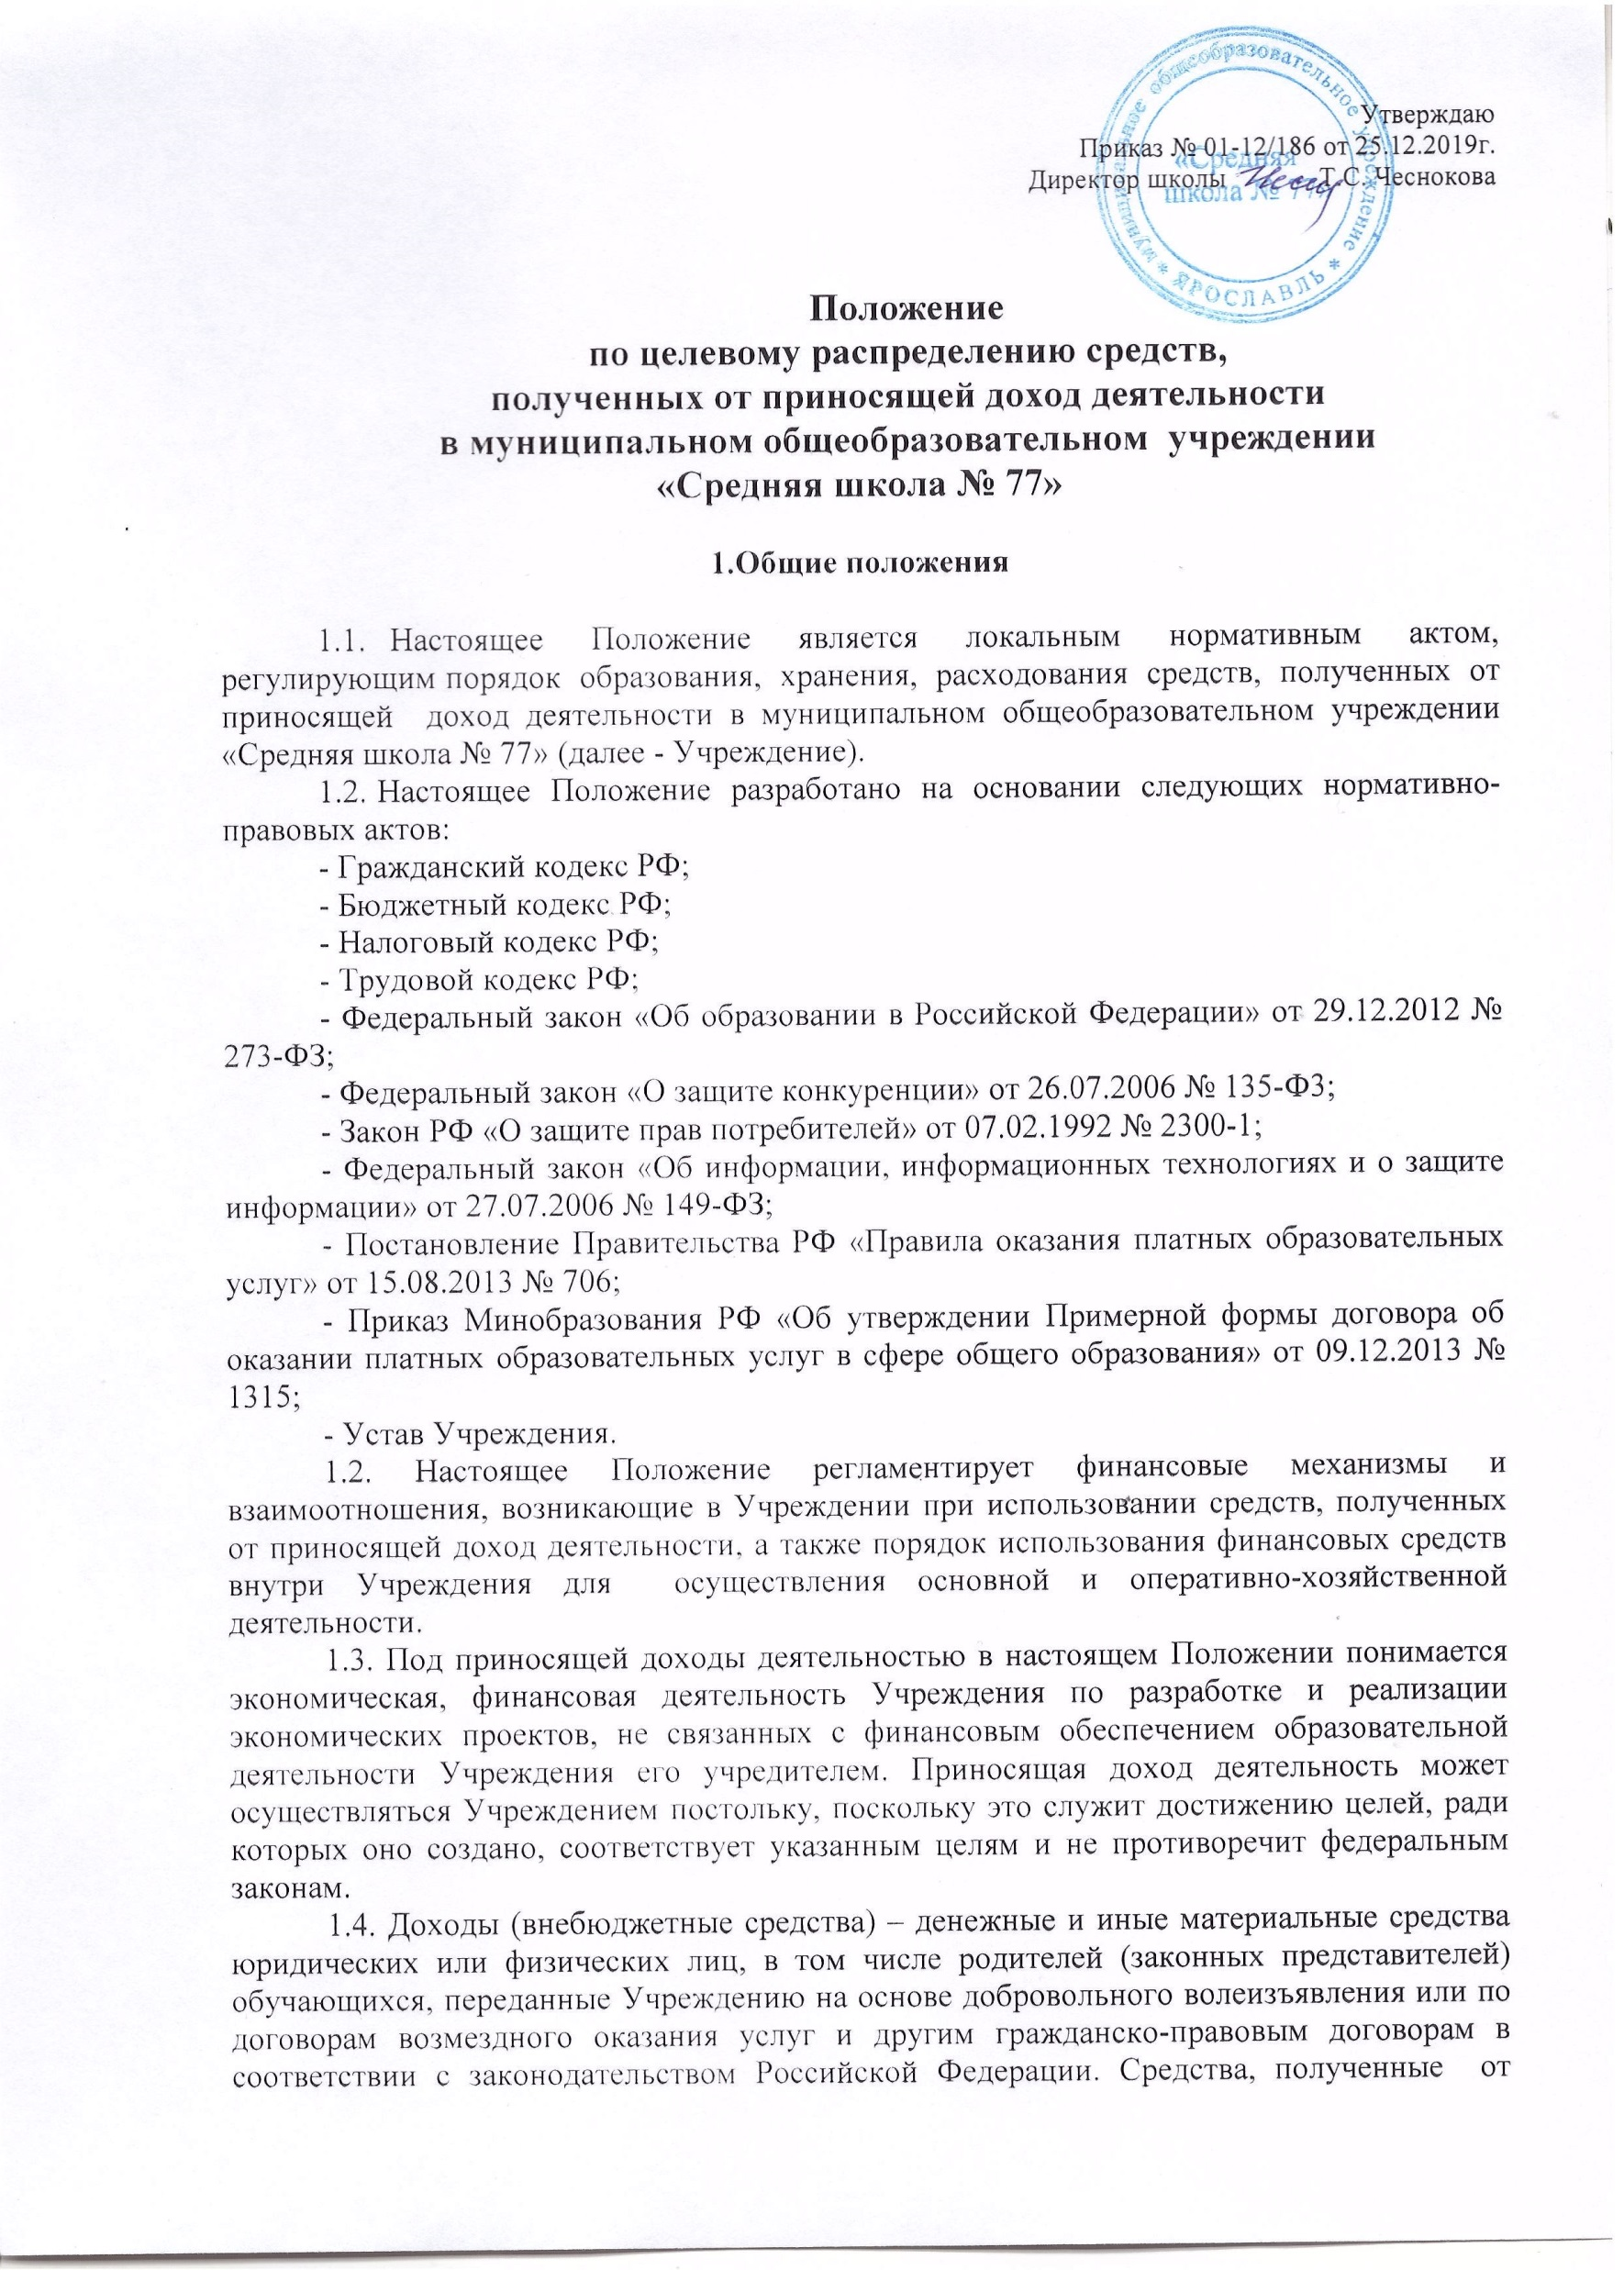 Утверждаю
Приказ № 01-12/186 от 25.12.2019г.
Директор школы Т.С. Чеснокова
муниципальное общеобразовательное учреждение
* ЯРОСЛАВЛЬ *
«Средняя
школа № 77»
Положение
по целевому распределению средств,
полученных от приносящей доход деятельности
в муниципальном общеобразовательном учреждении
«Средняя школа № 77»
1.Общие положения
1.1. Настоящее Положение является локальным нормативным актом,
регулирующим порядок образования, хранения, расходования средств, полученных от
приносящей доход деятельности в муниципальном общеобразовательном учреждении
«Средняя школа № 77» (далее - Учреждение).
1.2. Настоящее Положение разработано на основании следующих нормативно-
правовых актов:
- Гражданский кодекс РФ;
- Бюджетный кодекс РФ;
- Налоговый кодекс РФ;
- Трудовой кодекс РФ;
- Федеральный закон «Об образовании в Российской Федерации» от 29.12.2012 №
273-ФЗ;
- Федеральный закон «О защите конкуренции» от 26.07.2006 № 135-ФЗ;
- Закон РФ «О защите прав потребителей» от 07.02.1992 № 2300-1;
- Федеральный закон «Об информации, информационных технологиях и о защите
информации» от 27.07.2006 № 149-ФЗ;
- Постановление Правительства РФ «Правила оказания платных образовательных
услуг» от 15.08.2013 № 706;
- Приказ Минобразования РФ «Об утверждении Примерной формы договора об
оказании платных образовательных услуг в сфере общего образования» от 09.12.2013 №
1315;
- Устав Учреждения.
1.2. Настоящее Положение регламентирует финансовые механизмы и
взаимоотношения, возникающие в Учреждении при использовании средств, полученных
от приносящей доход деятельности, а также порядок использования финансовых средств
внутри Учреждения для осуществления основной и оперативно-хозяйственной
деятельности.
1.3. Под приносящей доходы деятельностью в настоящем Положении понимается
экономическая, финансовая деятельность Учреждения по разработке и реализации
экономических проектов, не связанных с финансовым обеспечением образовательной
деятельности Учреждения его учредителем. Приносящая доход деятельность может
осуществляться Учреждением постольку, поскольку это служит достижению целей, ради
которых оно создано, соответствует указанным целям и не противоречит федеральным
законам.
1.4. Доходы (внебюджетные средства) – денежные и иные материальные средства
юридических или физических лиц, в том числе родителей (законных представителей)
обучающихся, переданные Учреждению на основе добровольного волеизъявления или по
договорам возмездного оказания услуг и другим гражданско-правовым договорам в
соответствии с законодательством Российской Федерации. Средства, полученные от